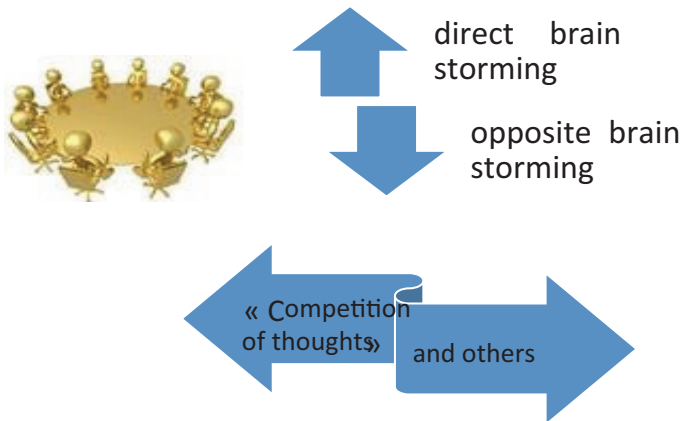 direct brain
storming
opposite brain
storming
« Competition
of thoughts»
and others